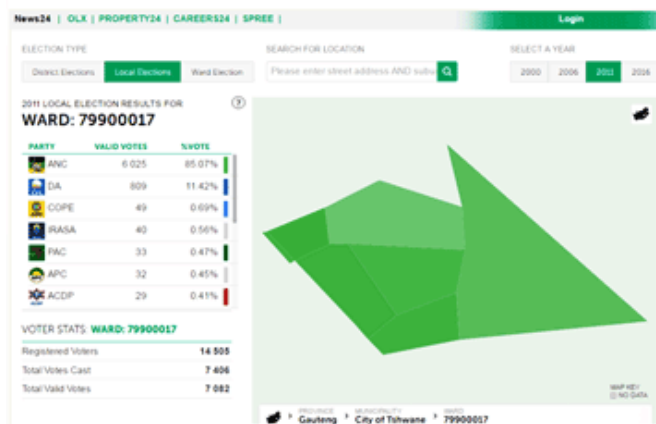 News24 | OLX | PROPERTY24 | CAREERS24 | SPREE |
Login
ELECTION TYPE
District Elections Local Elections Ward Election
SEARCH FOR LOCATION
Please enter street address AND subu
SELECT A YEAR
2000 2006 2011 2016
2011 LOCAL ELECTION RESULTS FOR ?
WARD: 79900017
PARTY VALID VOTES %VOTE
ANC 6 025 85.07%
DA 809 11.42%
COPE 49 0.69%
IRASA 40 0.56%
PAC 33 0.47%
APC 32 0.45%
ACDP 29 0.41%
VOTER STATS: WARD: 79900017
Registered Voters 14 505
Total Votes Cast 7 406
Total Valid Votes 7 082
MAP KEY
NO DATA
PROVINCE MUNICIPALITY WARD
Gauteng City of Tshwane 79900017